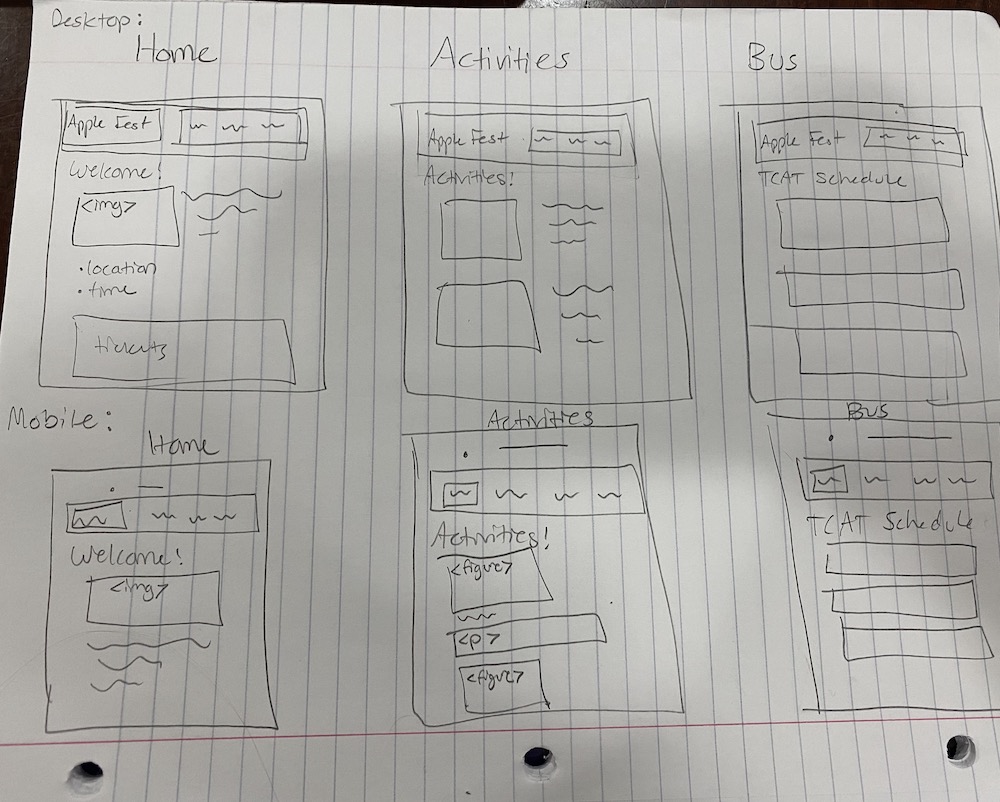 Desktop:
Home
Activities
Bus
Apple Fest
Welcome!
<img>
• location
• time
tickets
Apple Fest
Activities!
Apple Fest
TCAT Schedule
Mobile:
Home
Welcome!
<img>
Activities
Activities!
<figure>
<p>
<figure>
Bus
TCAT Schedule